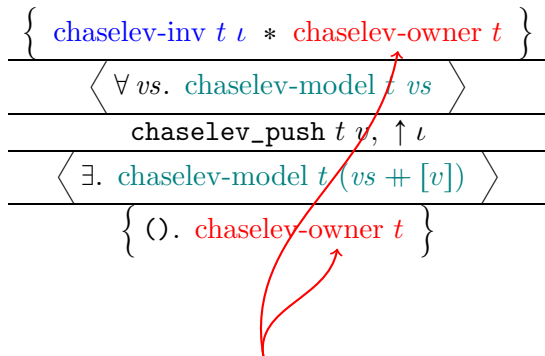 { chaselev-inv t ι * chaselev-owner t }
⟨ ∀ vs. chaselev-model t vs ⟩
chaselev_push t v, ↑ ι
⟨ ∃. chaselev-model t (vs ⧺ [v]) ⟩
{ (). chaselev-owner t }